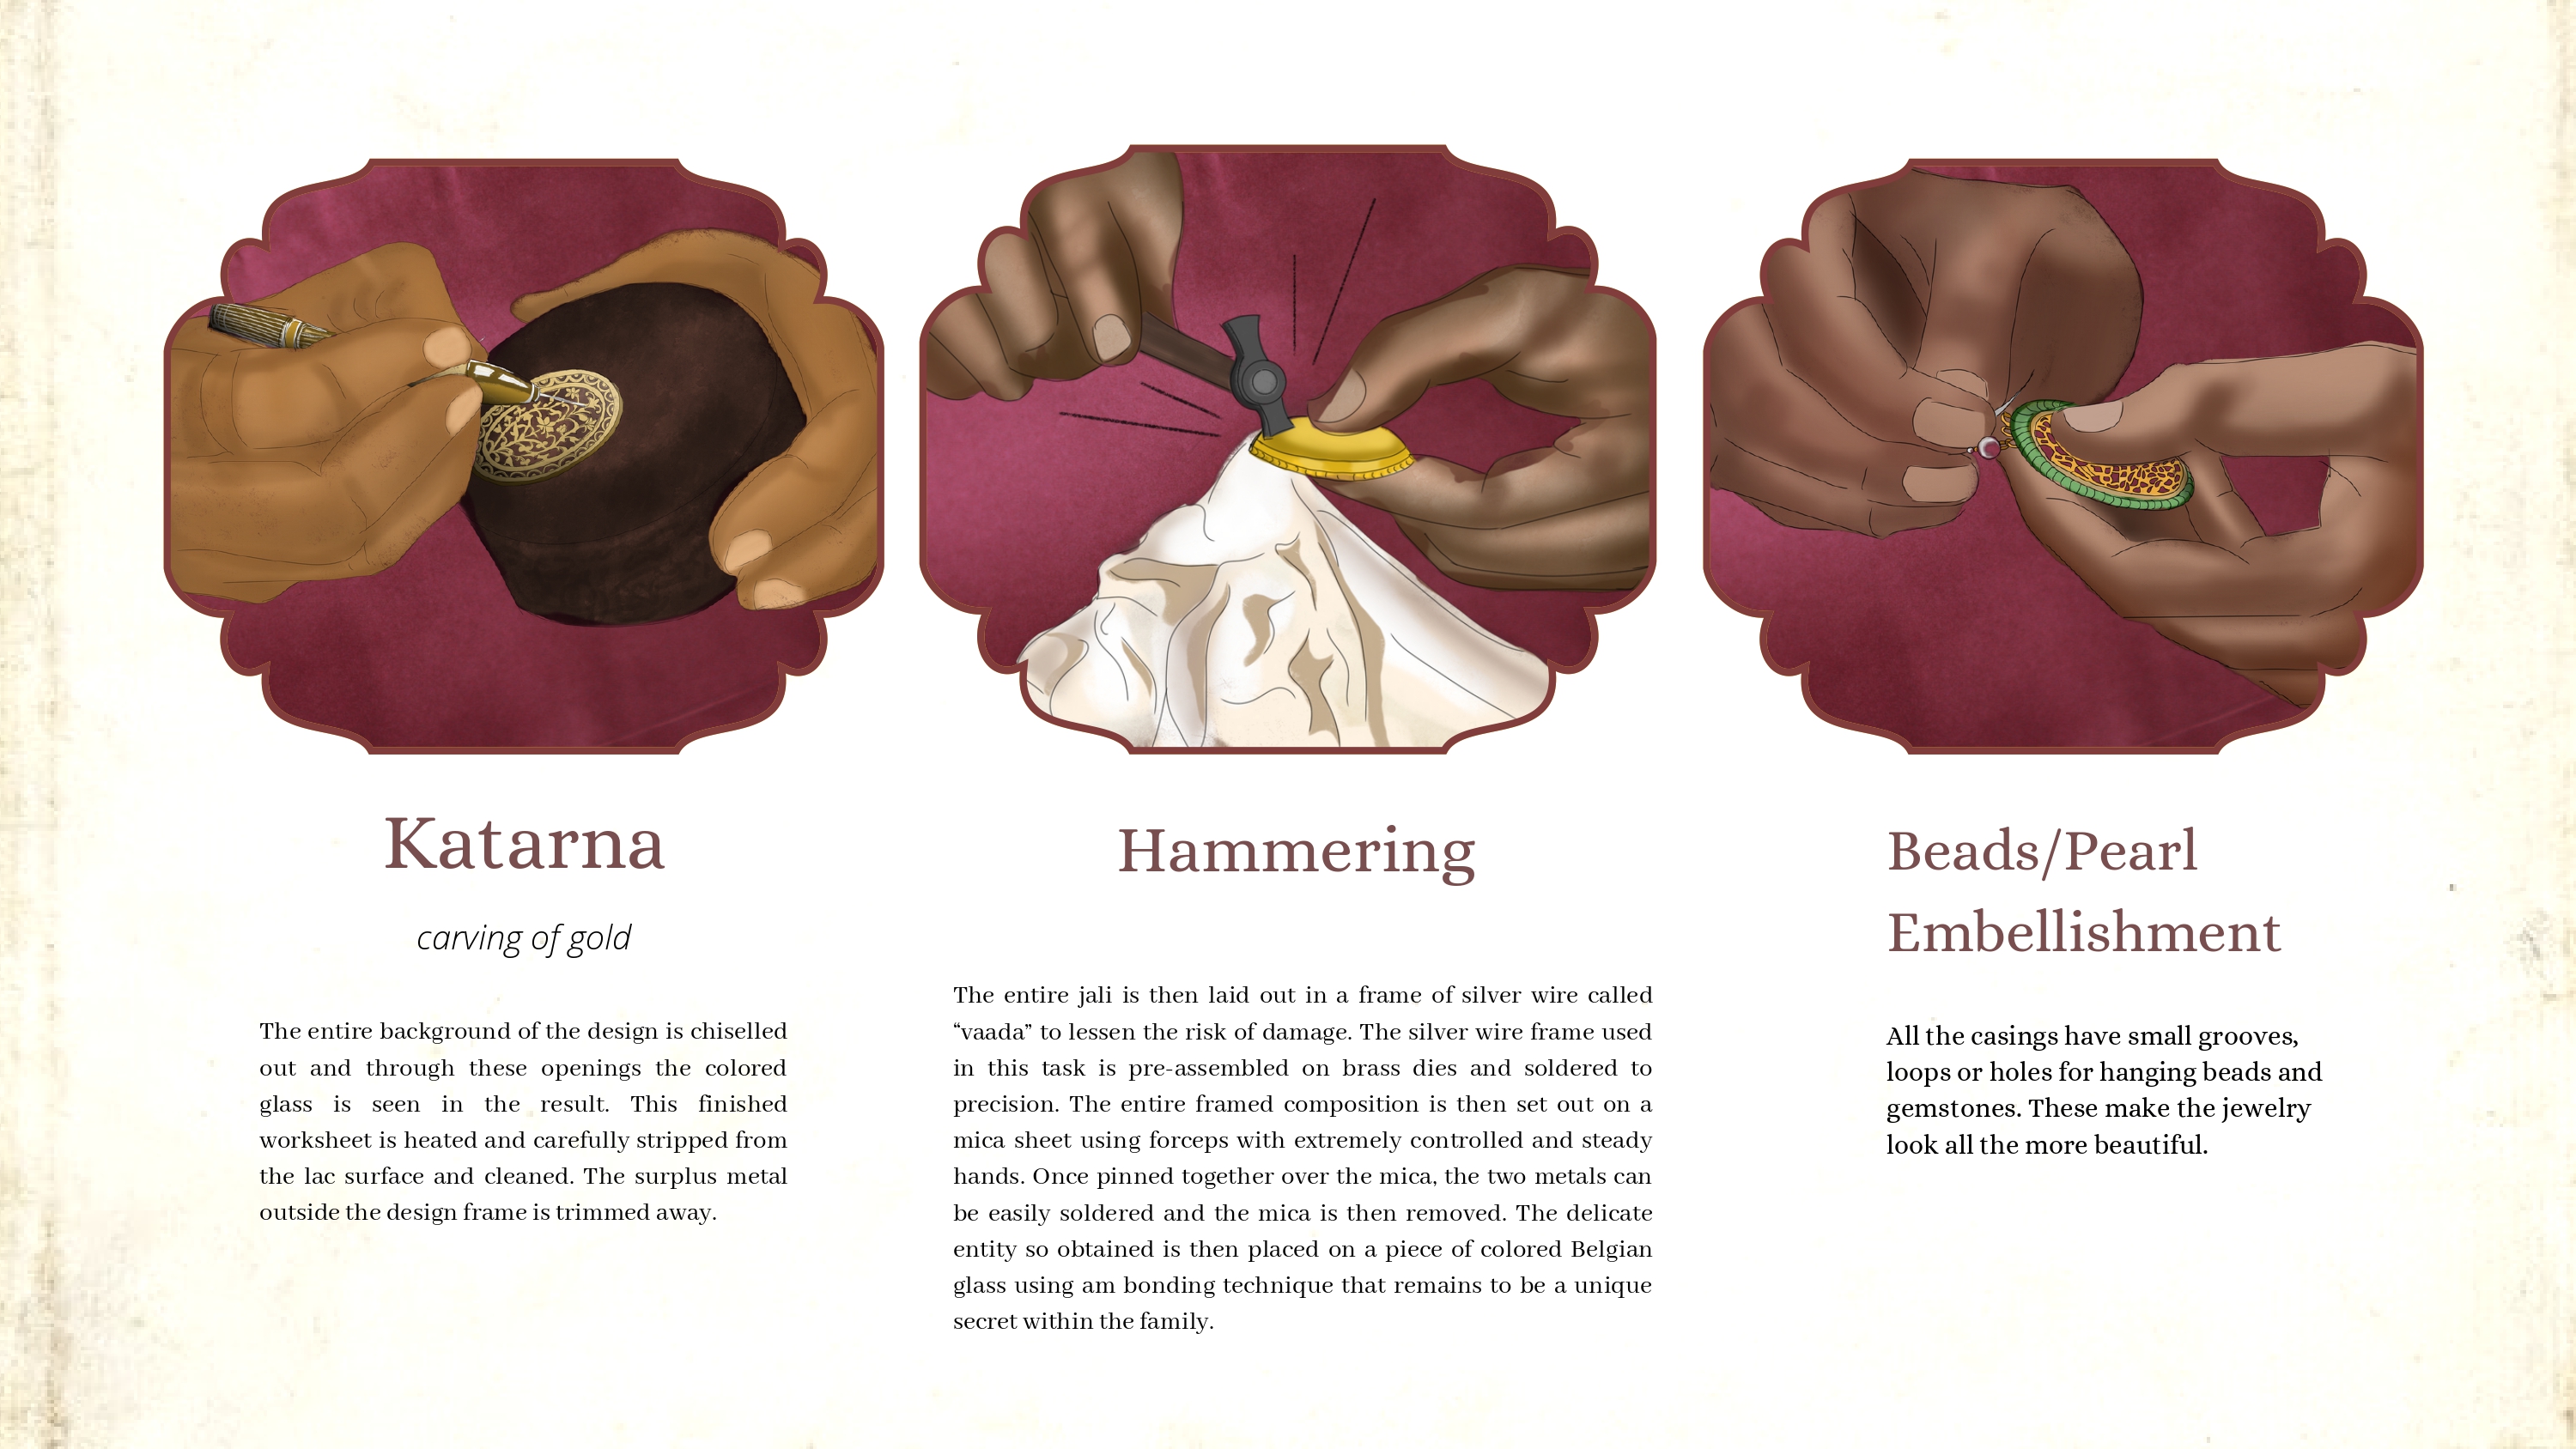 Katarna
carving of gold
The entire background of the design is chiselled
out and through these openings the colored
glass is seen in the result. This finished
worksheet is heated and carefully stripped from
the lac surface and cleaned. The surplus metal
outside the design frame is trimmed away.
Hammering
The entire jali is then laid out in a frame of silver wire called
“vaada” to lessen the risk of damage. The silver wire frame used
in this task is pre-assembled on brass dies and soldered to
precision. The entire framed composition is then set out on a
mica sheet using forceps with extremely controlled and steady
hands. Once pinned together over the mica, the two metals can
be easily soldered and the mica is then removed. The delicate
entity so obtained is then placed on a piece of colored Belgian
glass using am bonding technique that remains to be a unique
secret within the family.
Beads/Pearl
Embellishment
All the casings have small grooves,
loops or holes for hanging beads and
gemstones. These make the jewelry
look all the more beautiful.